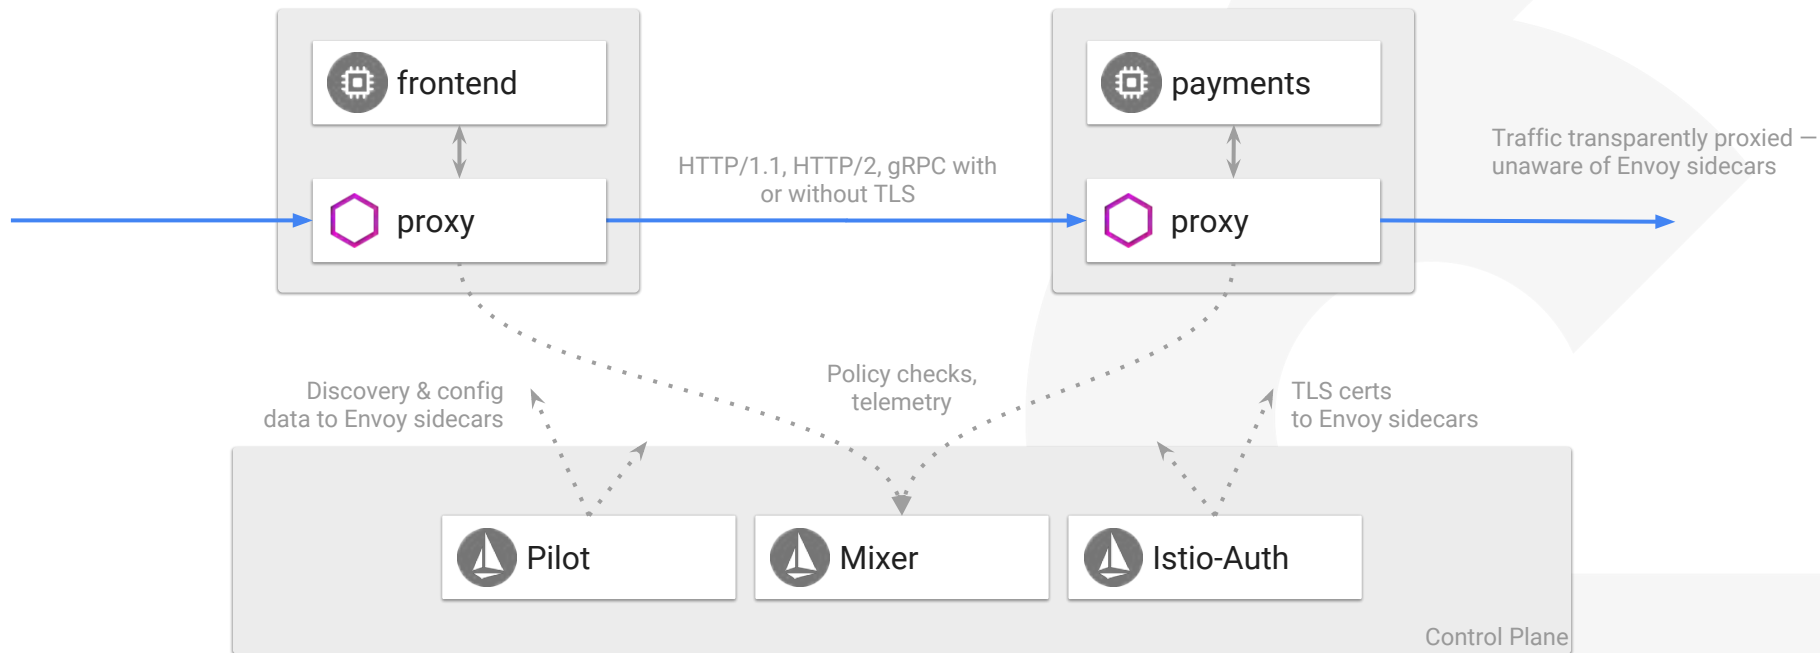 frontend
payments
Traffic transparently proxied —
unaware of Envoy sidecars
HTTP/1.1, HTTP/2, gRPC with
or without TLS
proxy
proxy
Discovery & config
data to Envoy sidecars
Policy checks,
telemetry
TLS certs
to Envoy sidecars
Pilot
Mixer
Istio-Auth
Control Plane